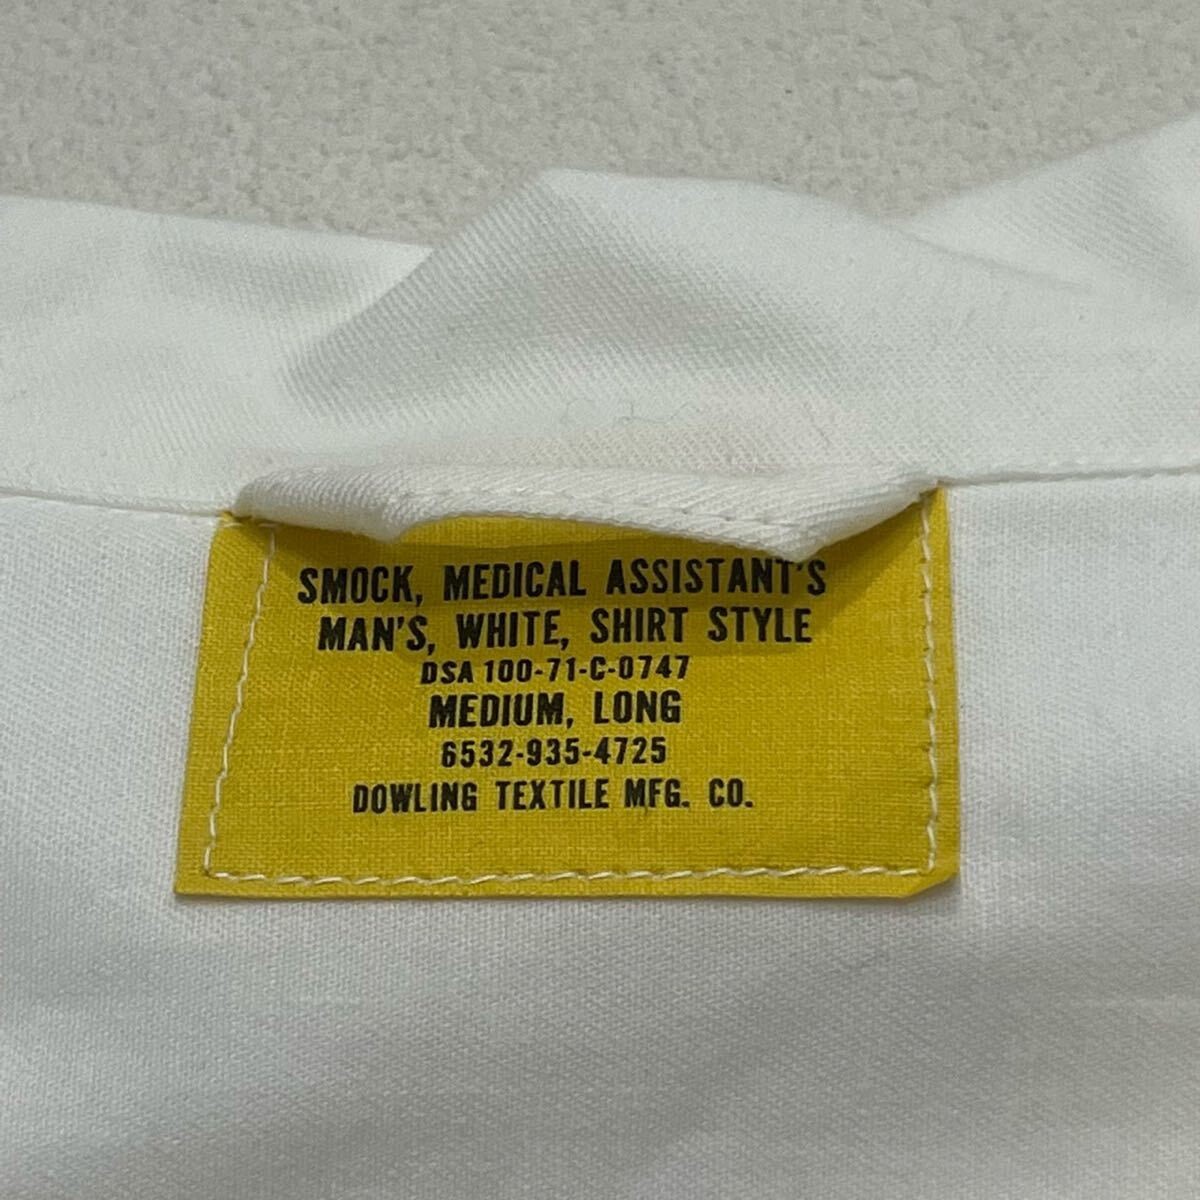 SMOCK, MEDICAL ASSISTANT'S
MAN'S, WHITE, SHIRT STYLE
DSA 100-71-C-0747
MEDIUM, LONG
6532-935-4725
DOWLING TEXTILE MFG. CO.